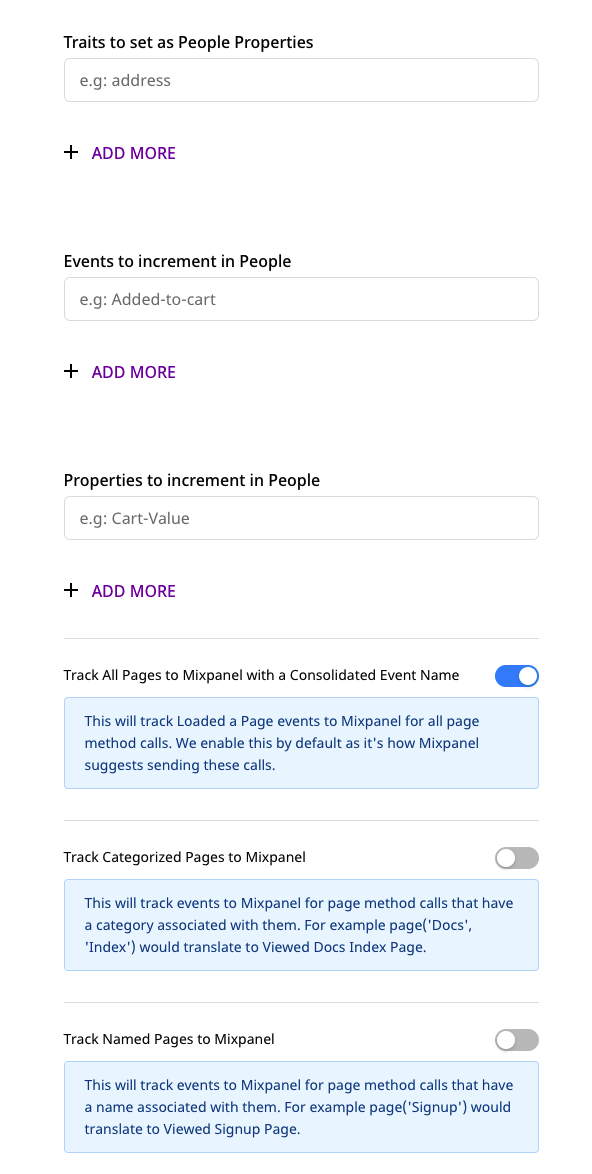 Traits to set as People Properties
e.g: address
+ ADD MORE
Events to increment in People
e.g: Added-to-cart
+ ADD MORE
Properties to increment in People
e.g: Cart-Value
+ ADD MORE
Track All Pages to Mixpanel with a Consolidated Event Name
This will track Loaded a Page events to Mixpanel for all page
method calls. We enable this by default as it's how Mixpanel
suggests sending these calls.
Track Categorized Pages to Mixpanel
This will track events to Mixpanel for page method calls that have
a category associated with them. For example page('Docs',
'Index') would translate to Viewed Docs Index Page.
Track Named Pages to Mixpanel
This will track events to Mixpanel for page method calls that have
a name associated with them. For example page('Signup') would
translate to Viewed Signup Page.